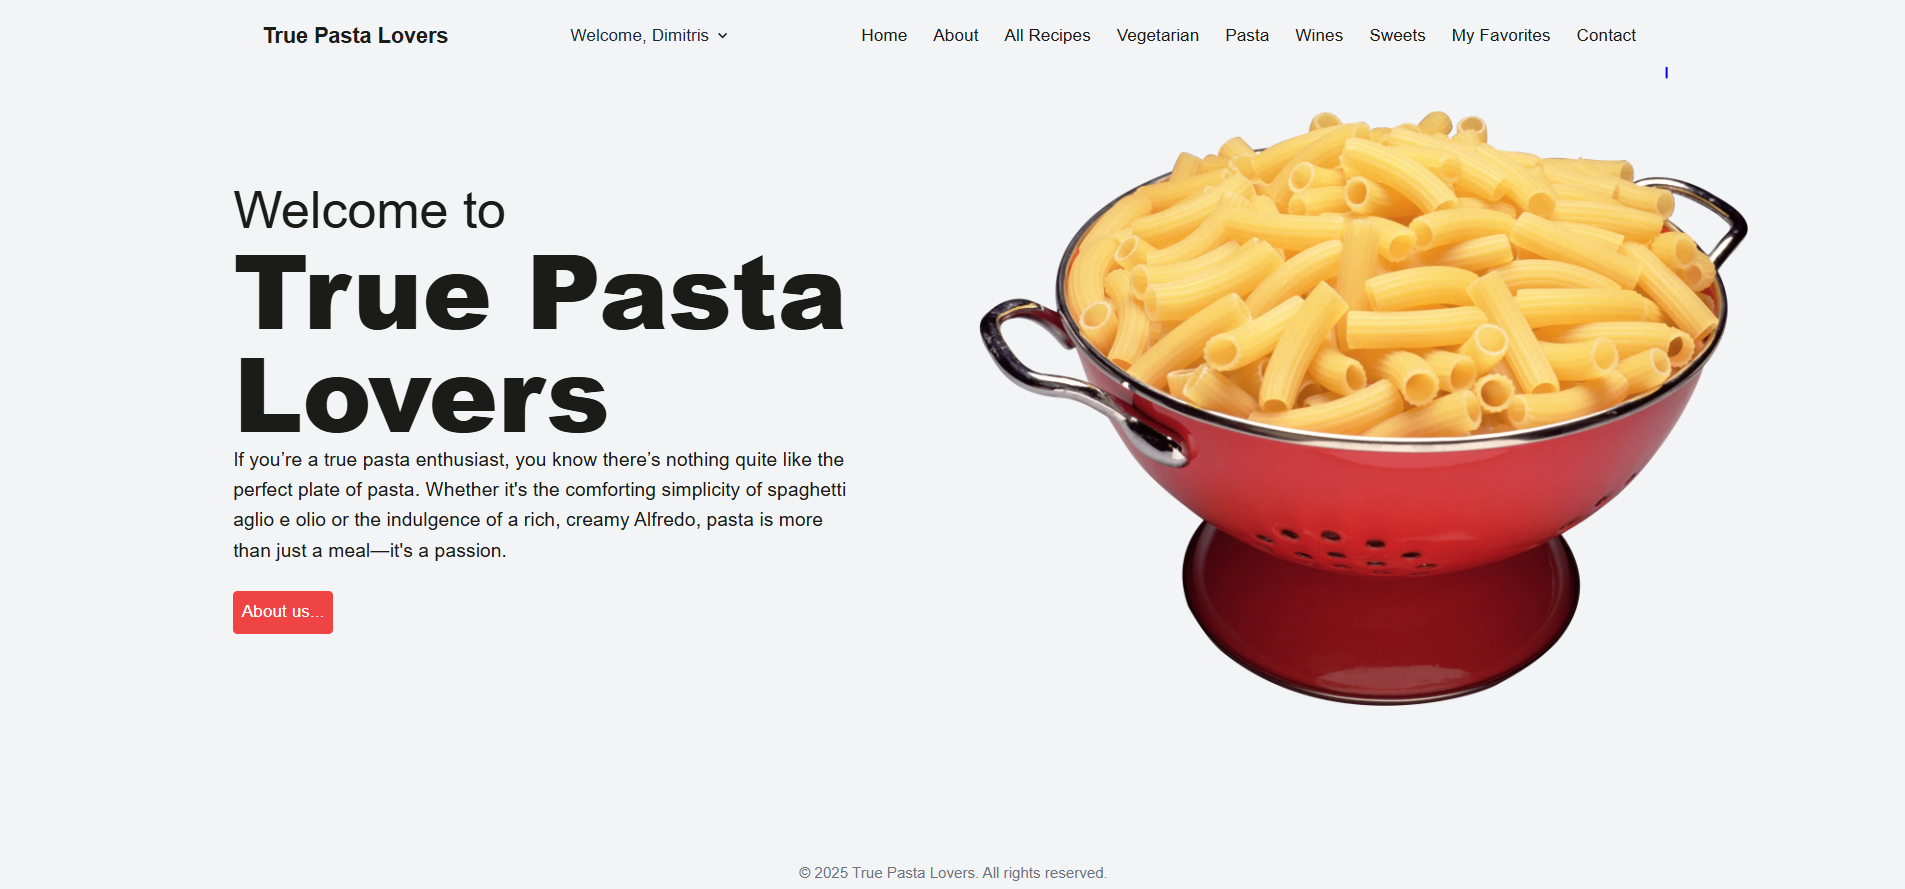 True Pasta Lovers
Welcome, Dimitris
Home About All Recipes Vegetarian Pasta Wines Sweets My Favorites Contact
Welcome to
True Pasta
Lovers
If you’re a true pasta enthusiast, you know there’s nothing quite like the
perfect plate of pasta. Whether it's the comforting simplicity of spaghetti
aglio e olio or the indulgence of a rich, creamy Alfredo, pasta is more
than just a meal—it's a passion.
About us...
© 2025 True Pasta Lovers. All rights reserved.